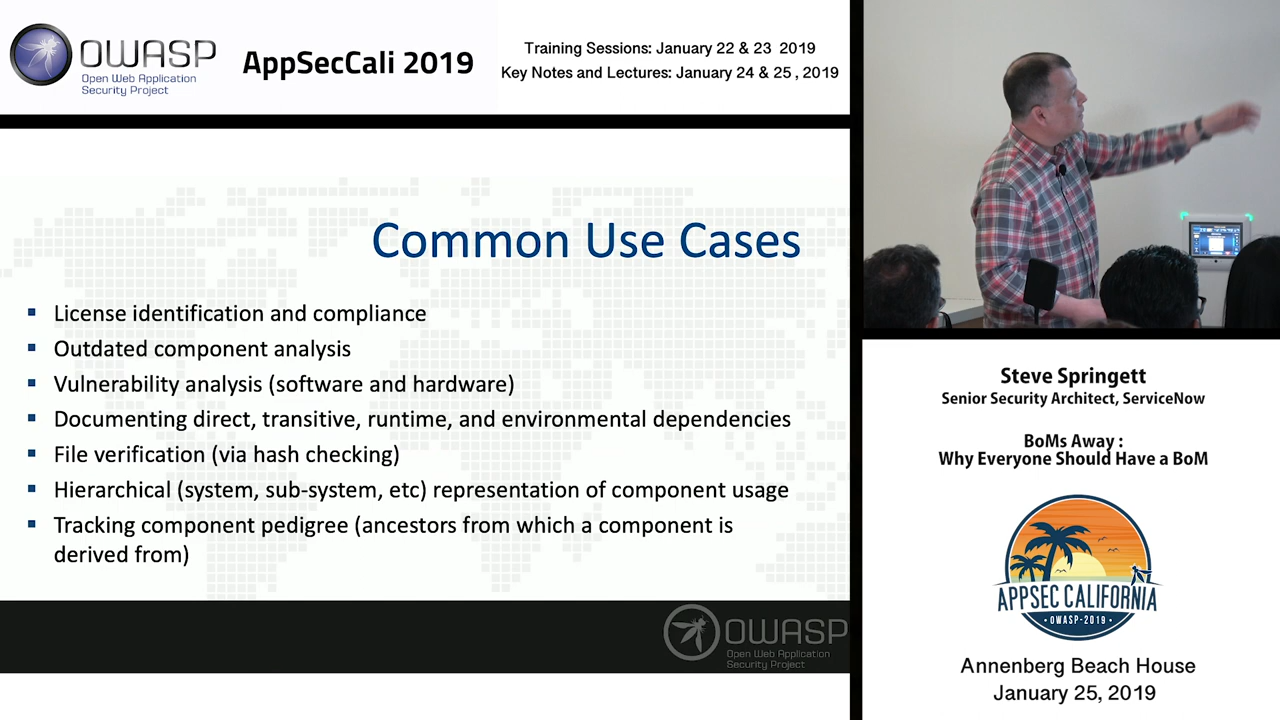 OWASP
Open Web Application
Security Project
AppSecCali 2019
Training Sessions: January 22 & 23 2019
Key Notes and Lectures: January 24 & 25 , 2019
Common Use Cases
License identification and compliance
Outdated component analysis
Vulnerability analysis (software and hardware)
Documenting direct, transitive, runtime, and environmental dependencies
File verification (via hash checking)
Hierarchical (system, sub-system, etc) representation of component usage
Tracking component pedigree (ancestors from which a component is
derived from)
OWASP
Open Web Application
Security Project
Steve Springett
Senior Security Architect, ServiceNow
BoMs Away :
Why Everyone Should Have a BoM
APPSEC CALIFORNIA
• OWASP-2019 •
Annenberg Beach House
January 25, 2019